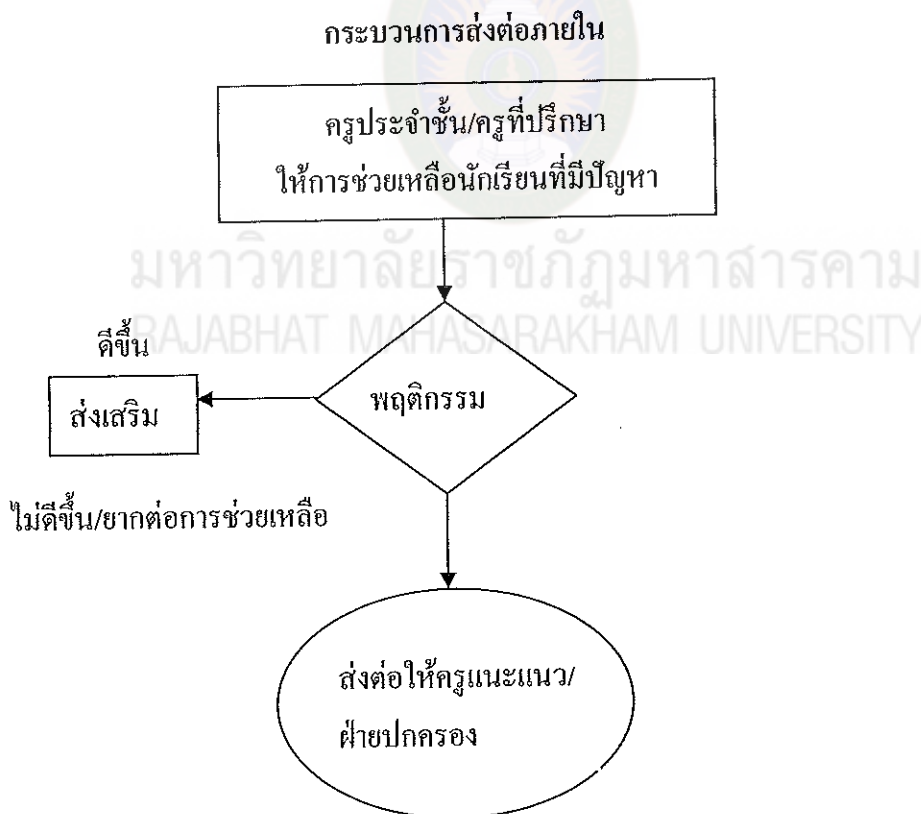 กระบวนการส่งต่อภายใน
ครูประจำชั้น/ครูที่ปรึกษา
ให้การช่วยเหลือนักเรียนที่มีปัญหา
มหาวิทยาลัยราชภัฏมหาสารคาม
RAJABHAT MAHASARAKHAM UNIVERSITY
ดีขึ้น
ส่งเสริม
พฤติกรรม
ไม่ดีขึ้น/ยากต่อการช่วยเหลือ
ส่งต่อให้ครูแนะแนว/
ฝ่ายปกครอง